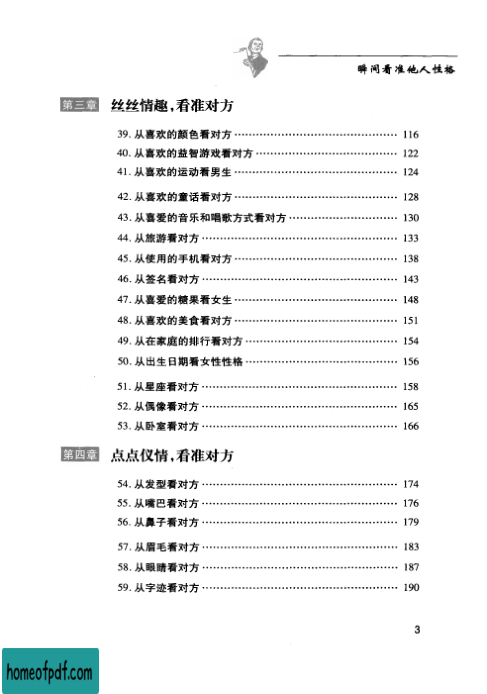 瞬间看准他人性格
第三章 丝丝情趣,看准对方
39. 从喜欢的颜色看对方 ………………………………………… 116
40. 从喜欢的益智游戏看对方 ………………………………… 122
41. 从喜欢的运动看男生 ………………………………………… 124
42. 从喜欢的童话看对方 ………………………………………… 128
43. 从喜爱的音乐和唱歌方式看对方 ………………………… 130
44. 从旅游看对方 ………………………………………………… 133
45. 从使用的手机看对方 ………………………………………… 138
46. 从签名看对方 ………………………………………………… 143
47. 从喜爱的糖果看女生 ………………………………………… 148
48. 从喜欢的美食看对方 ………………………………………… 151
49. 从在家庭的排行看对方 ……………………………………… 154
50. 从出生日期看女性性格 ……………………………………… 156
51. 从星座看对方 ………………………………………………… 158
52. 从偶像看对方 ………………………………………………… 165
53. 从卧室看对方 ………………………………………………… 166
第四章 点点仪情,看准对方
54. 从发型看对方 ………………………………………………… 174
55. 从嘴巴看对方 ………………………………………………… 176
56. 从鼻子看对方 ………………………………………………… 179
57. 从眉毛看对方 ………………………………………………… 183
58. 从眼睛看对方 ………………………………………………… 187
59. 从字迹看对方 ………………………………………………… 190
3
homeofpdf.com